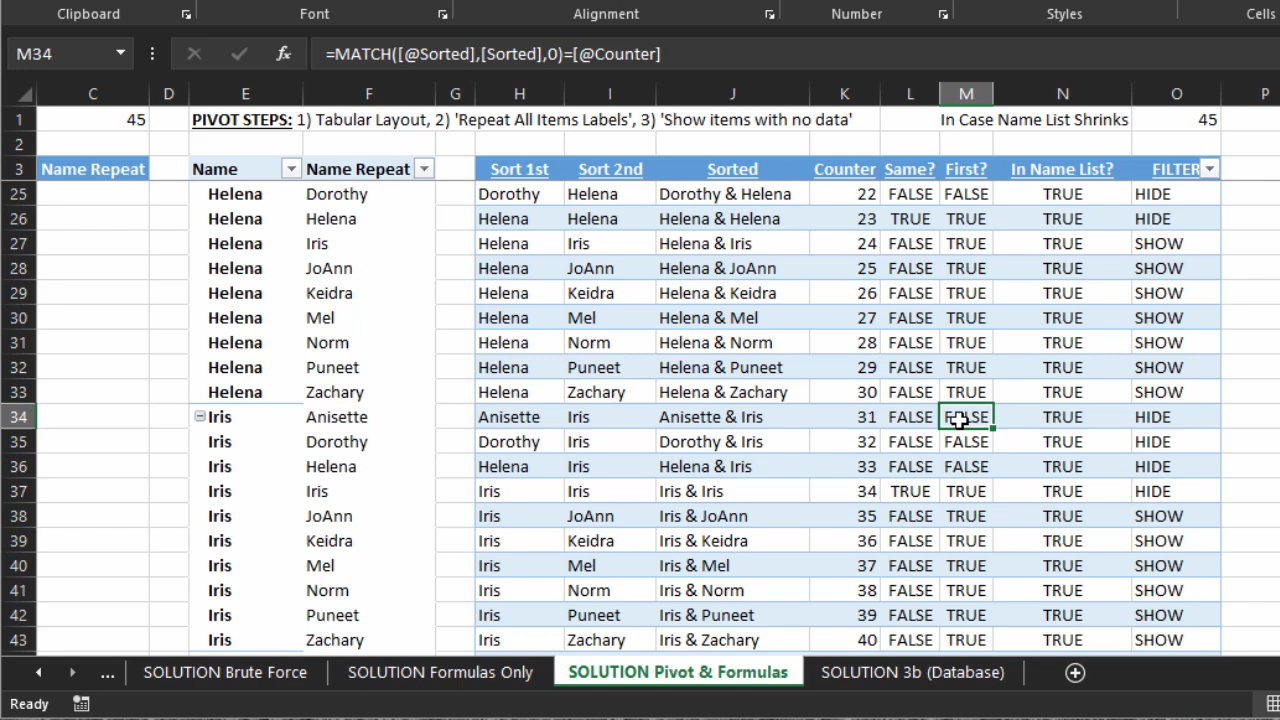 Clipboard Font Alignment Number Styles Cells
M34 fx =MATCH([@Sorted],[Sorted],0)=[@Counter]
C D E F G H I J K L M N O P
1 45 PIVOT STEPS: 1) Tabular Layout, 2) 'Repeat All Items Labels', 3) 'Show items with no data' In Case Name List Shrinks 45
2
3 Name Repeat Name Name Repeat Sort 1st Sort 2nd Sorted Counter Same? First? In Name List? FILTER
25 Helena Dorothy Dorothy Helena Dorothy & Helena 22 FALSE FALSE TRUE HIDE
26 Helena Helena Helena Helena Helena & Helena 23 TRUE TRUE TRUE HIDE
27 Helena Iris Helena Iris Helena & Iris 24 FALSE TRUE TRUE SHOW
28 Helena JoAnn Helena JoAnn Helena & JoAnn 25 FALSE TRUE TRUE SHOW
29 Helena Keidra Helena Keidra Helena & Keidra 26 FALSE TRUE TRUE SHOW
30 Helena Mel Helena Mel Helena & Mel 27 FALSE TRUE TRUE SHOW
31 Helena Norm Helena Norm Helena & Norm 28 FALSE TRUE TRUE SHOW
32 Helena Puneet Helena Puneet Helena & Puneet 29 FALSE TRUE TRUE SHOW
33 Helena Zachary Helena Zachary Helena & Zachary 30 FALSE TRUE TRUE SHOW
34 Iris Anisette Anisette Iris Anisette & Iris 31 FALSE FALSE TRUE HIDE
35 Iris Dorothy Dorothy Iris Dorothy & Iris 32 FALSE FALSE TRUE HIDE
36 Iris Helena Helena Iris Helena & Iris 33 FALSE FALSE TRUE HIDE
37 Iris Iris Iris Iris Iris & Iris 34 TRUE TRUE TRUE HIDE
38 Iris JoAnn Iris JoAnn Iris & JoAnn 35 FALSE TRUE TRUE SHOW
39 Iris Keidra Iris Keidra Iris & Keidra 36 FALSE TRUE TRUE SHOW
40 Iris Mel Iris Mel Iris & Mel 37 FALSE TRUE TRUE SHOW
41 Iris Norm Iris Norm Iris & Norm 38 FALSE TRUE TRUE SHOW
42 Iris Puneet Iris Puneet Iris & Puneet 39 FALSE TRUE TRUE SHOW
43 Iris Zachary Iris Zachary Iris & Zachary 40 FALSE TRUE TRUE SHOW
... SOLUTION Brute Force SOLUTION Formulas Only SOLUTION Pivot & Formulas SOLUTION 3b (Database)
Ready